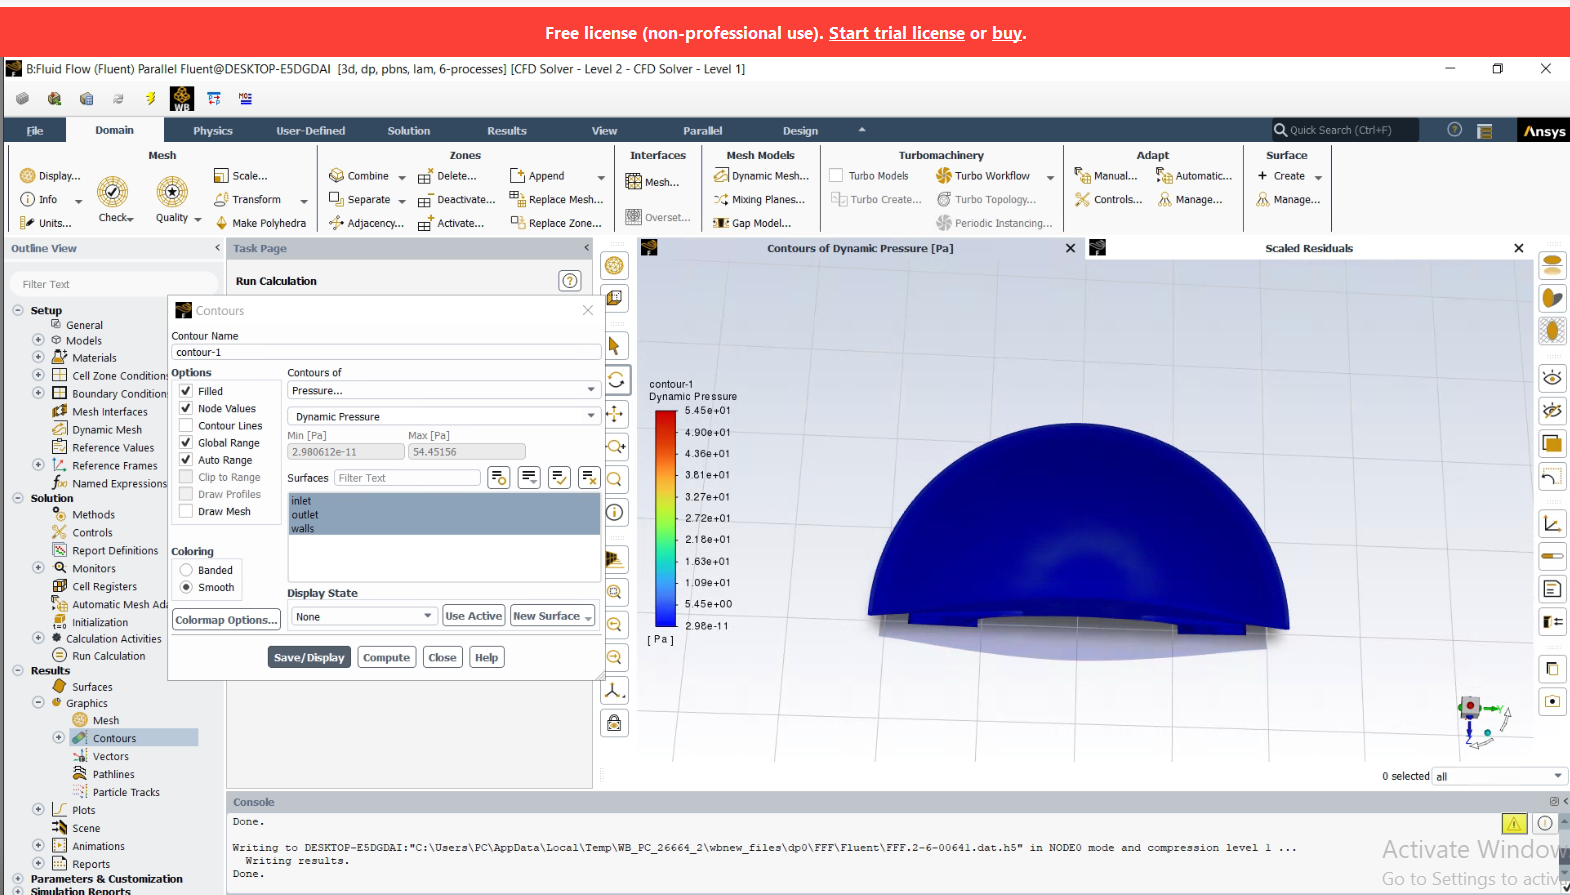 Free license (non-professional use). Start trial license or buy.
B:Fluid Flow (Fluent) Parallel Fluent@DESKTOP-E5DGDAI [3d, dp, pbns, lam, 6-processes] [CFD Solver - Level 2 - CFD Solver - Level 1]
WB
File Domain Physics User-Defined Solution Results View Parallel Design Quick Search (Ctrl+F) Ansys
Mesh Zones Interfaces Mesh Models Turbomachinery Adapt Surface
Display... Scale... Combine Delete... Append Mesh... Dynamic Mesh... Turbo Models Turbo Workflow Manual... Automatic... Create
Info Transform Separate Deactivate... Replace Mesh... Mixing Planes... Turbo Create... Turbo Topology... Controls... Manage... Manage...
Check Quality Overset...
Units... Make Polyhedra Adjacency... Activate... Replace Zone... Gap Model... Periodic Instancing...
Outline View
Filter Text
Setup
General
Models
Materials
Cell Zone Condition
Boundary Condition
Mesh Interfaces
Dynamic Mesh
Reference Values
Reference Frames
Named Expressions
Solution
Methods
Controls
Report Definitions
Monitors
Cell Registers
Automatic Mesh Ada
Initialization
Calculation Activities
Run Calculation
Results
Surfaces
Graphics
Mesh
Contours
Vectors
Pathlines
Particle Tracks
Plots
Scene
Animations
Reports
Parameters & Customization
Simulation Reports
Task Page
Run Calculation
Contours
Contour Name
contour-1
Options
Filled
Node Values
Contour Lines
Global Range
Auto Range
Clip to Range
Draw Profiles
Draw Mesh
Coloring
Banded
Smooth
Colormap Options...
Contours of
Pressure...
Dynamic Pressure
Min [Pa] Max [Pa]
2.980612e-11 54.45156
Surfaces Filter Text
inlet
outlet
walls
Display State
None Use Active New Surface
Save/Display Compute Close Help
Contours of Dynamic Pressure [Pa] Scaled Residuals
contour-1
Dynamic Pressure
5.45e+01
4.90e+01
4.36e+01
3.81e+01
3.27e+01
2.72e+01
2.18e+01
1.63e+01
1.09e+01
5.45e+00
2.98e-11
[ Pa ]
Y
Z
0 selected all
Console
Done.
Writing to DESKTOP-E5DGDAI:"C:\Users\PC\AppData\Local\Temp\WB_PC_26664_2\wbnew_files\dp0\FFF\Fluent\FFF.2-6-00641.dat.h5" in NODE0 mode and compression level 1 ...
Writing results.
Done.
Activate Window
Go to Settings to activ